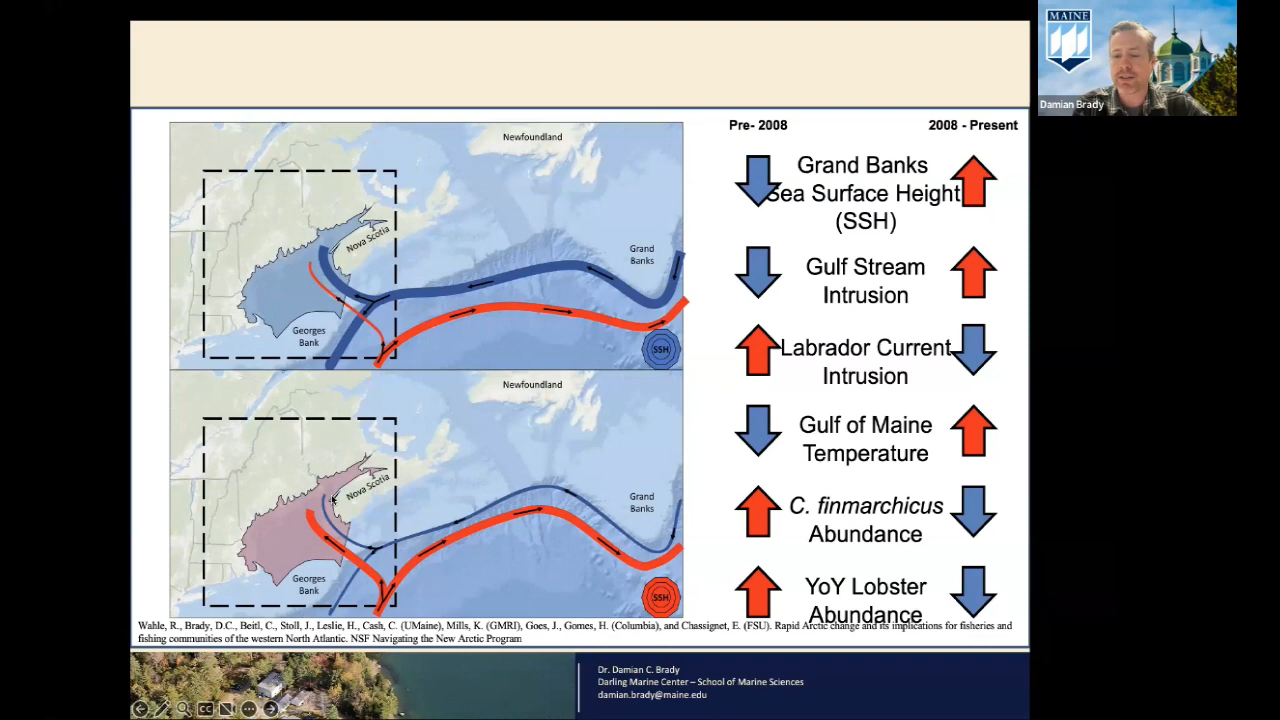 MAINE
Damian Brady
Pre- 2008
2008 - Present
Newfoundland
Nova Scotia
Grand
Banks
Georges
Bank
SSH
Grand Banks
Sea Surface Height
(SSH)
Gulf Stream
Intrusion
Labrador Current
Intrusion
Gulf of Maine
Temperature
C. finmarchicus
Abundance
YoY Lobster
Abundance
Newfoundland
Nova Scotia
Grand
Banks
Georges
Bank
SSH
Wahle, R., Brady, D.C., Beitl, C., Stoll, J., Leslie, H., Cash, C. (UMaine), Mills, K. (GMRI), Goes, J., Gomes, H. (Columbia), and Chassignet, E. (FSU). Rapid Arctic change and its implications for fisheries and
fishing communities of the western North Atlantic. NSF Navigating the New Arctic Program
Dr. Damian C. Brady
Darling Marine Center – School of Marine Sciences
damian.brady@maine.edu
CC